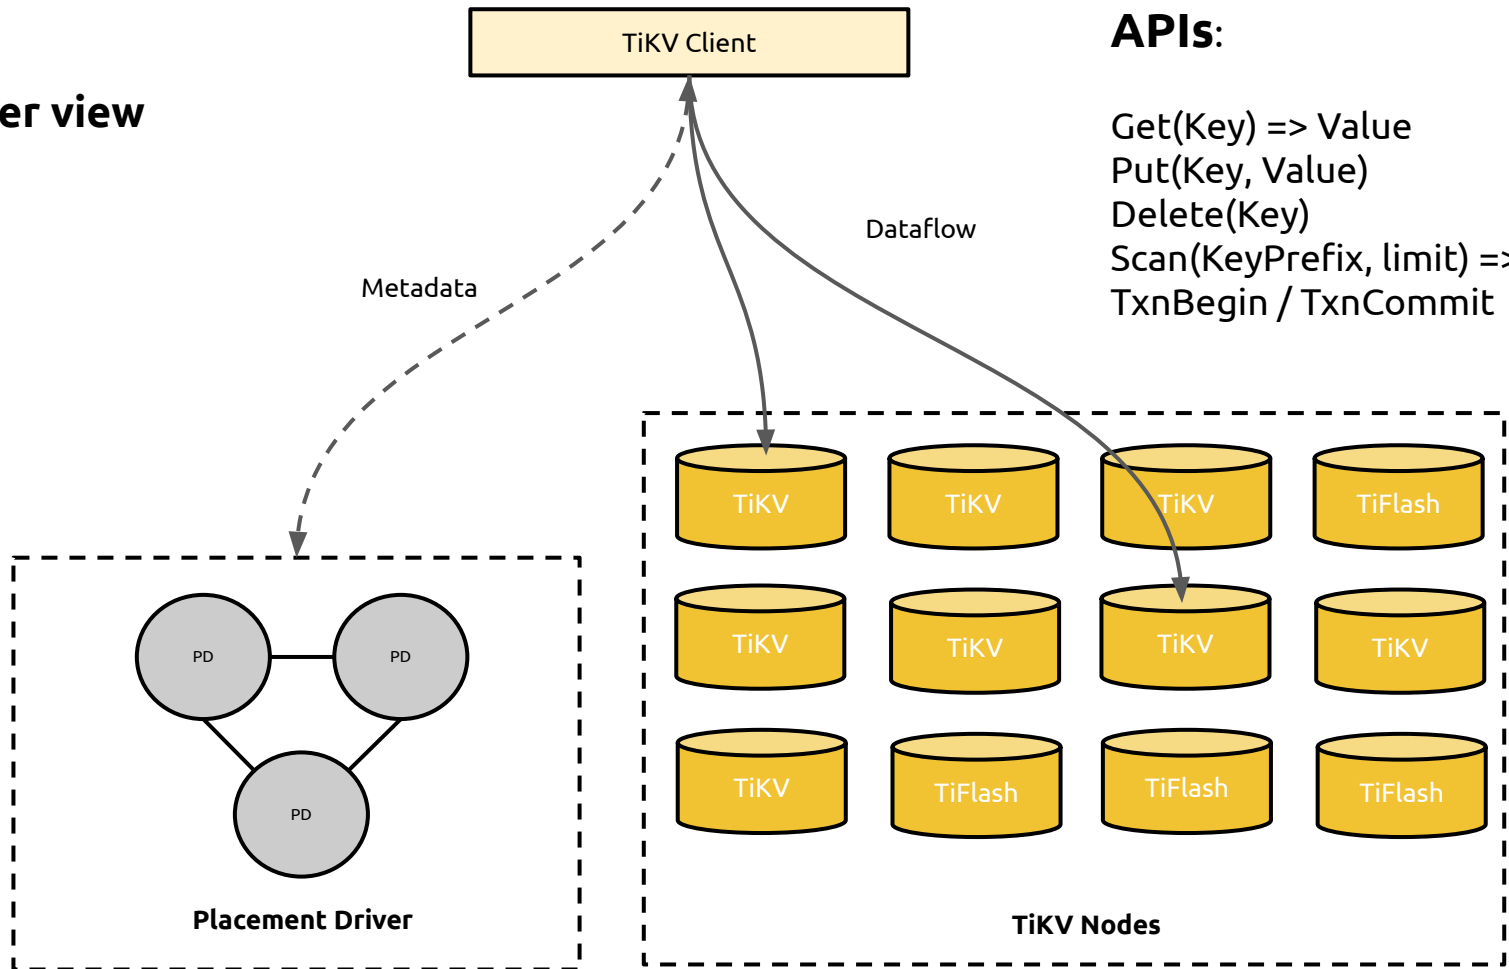 TiKV Client
APIs:
er view
Get(Key) => Value
Put(Key, Value)
Delete(Key)
Scan(KeyPrefix, limit) =>
TxnBegin / TxnCommit
Dataflow
Metadata
TiKV
TiKV
TiKV
TiFlash
TiKV
TiKV
TiKV
TiKV
TiKV
TiFlash
TiFlash
TiFlash
TiKV Nodes
PD
PD
PD
Placement Driver